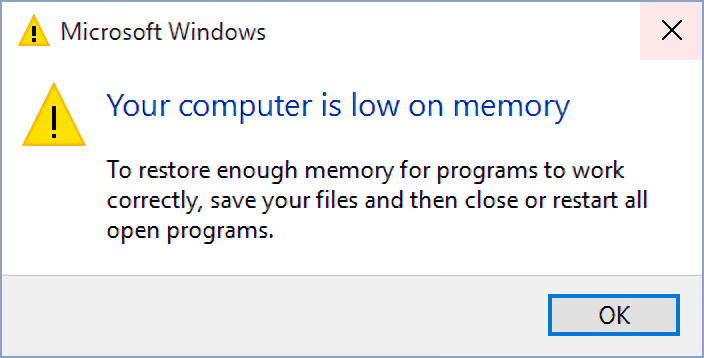 Microsoft Windows
Your computer is low on memory
To restore enough memory for programs to work
correctly, save your files and then close or restart all
open programs.
OK